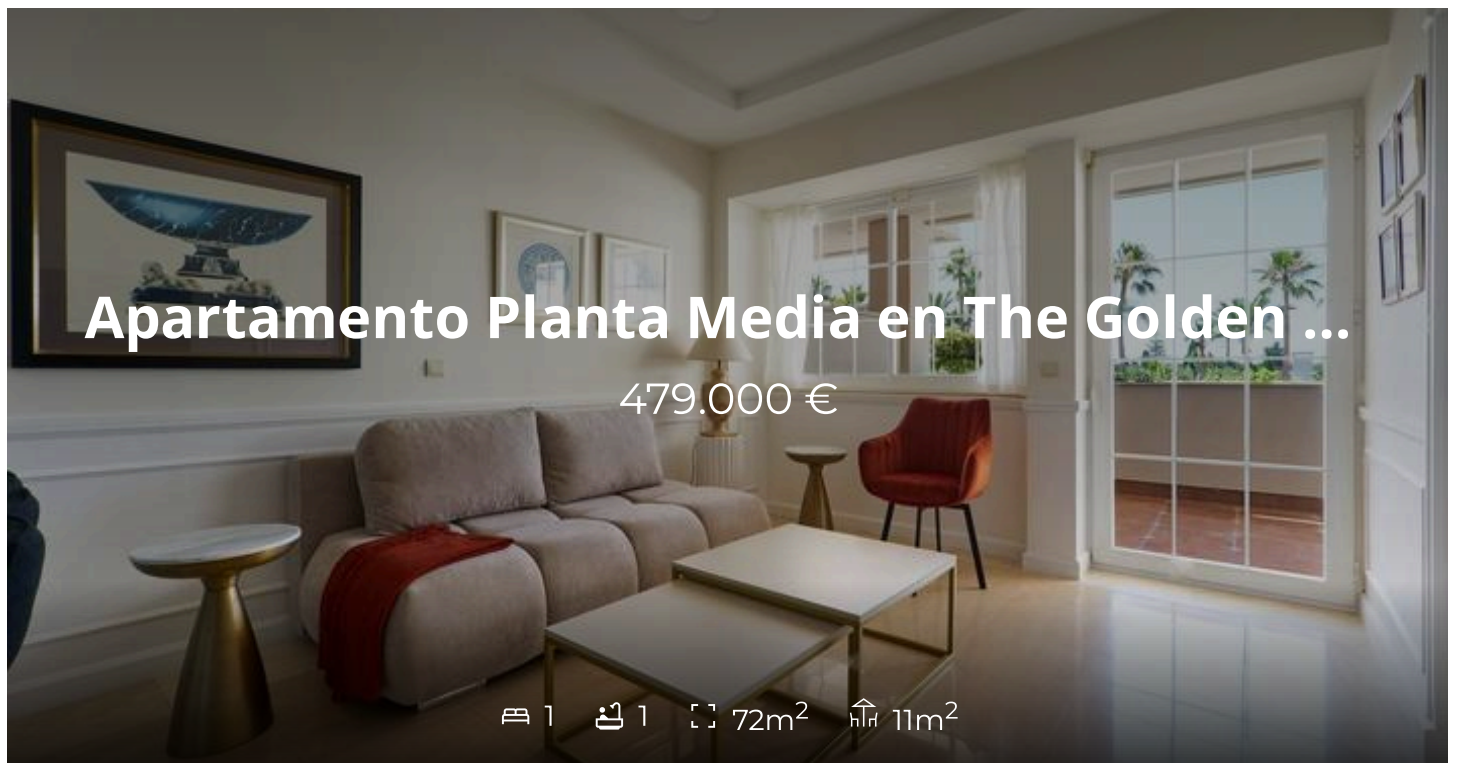 Apartamento Planta Media en The Golden ...
479.000 €
1 1 72m² 11m²